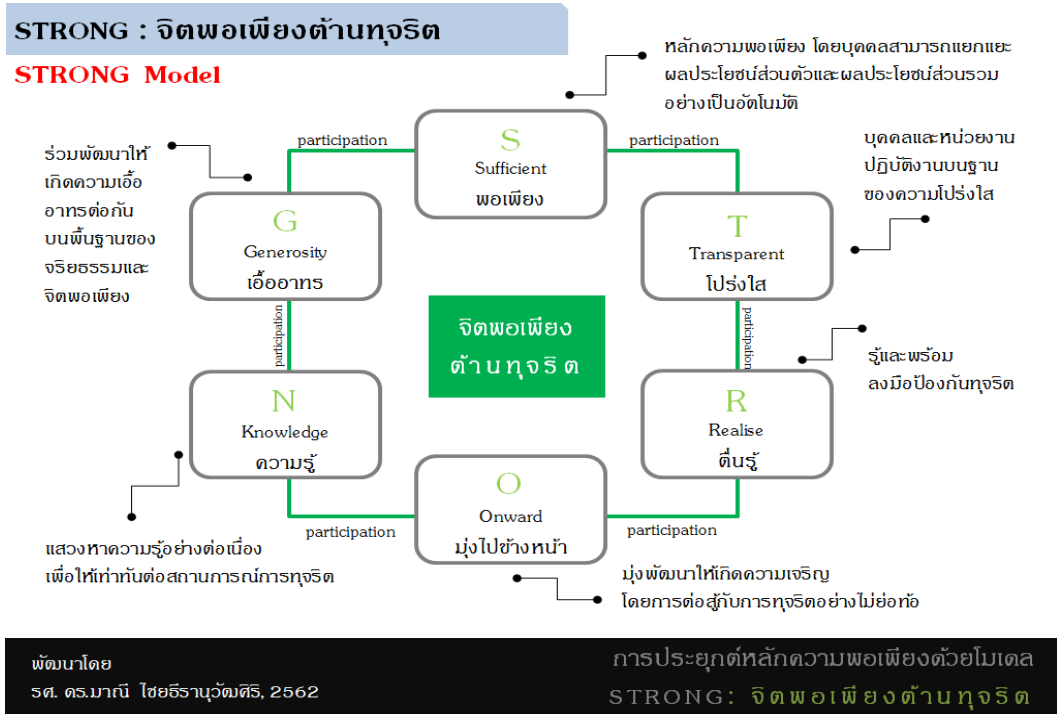 STRONG : จิตพอเพียงต้านทุจริต
STRONG Model
หลักความพอเพียง โดยบุคคลสามารถแยกแยะ
ผลประโยชน์ส่วนตัวและผลประโยชน์ส่วนรวม
อย่างเป็นอัตโนมัติ
participation
S
Sufficient
พอเพียง
participation
บุคคลและหน่วยงาน
ปฏิบัติงานบนฐาน
ของความโปร่งใส
ร่วมพัฒนาให้
เกิดความเอื้อ
อาทรต่อกัน
บนพื้นฐานของ
จริยธรรมและ
จิตพอเพียง
G
Generosity
เอื้ออาทร
T
Transparent
โปร่งใส
participation
จิตพอเพียง
ต้านทุจริต
participation
รู้และพร้อม
ลงมือป้องกันทุจริต
N
Knowledge
ความรู้
R
Realise
ตื่นรู้
participation
O
Onward
มุ่งไปข้างหน้า
participation
แสวงหาความรู้อย่างต่อเนื่อง
เพื่อให้เท่าทันต่อสถานการณ์การทุจริต
มุ่งพัฒนาให้เกิดความเจริญ
โดยการต่อสู้กับการทุจริตอย่างไม่ย่อท้อ
พัฒนาโดย
รศ. ดร.มาณี ไชยธีรานุวัฒศิริ, 2562
การประยุกต์หลักความพอเพียงด้วยโมเดล
STRONG: จิตพอเพียงต้านทุจริต